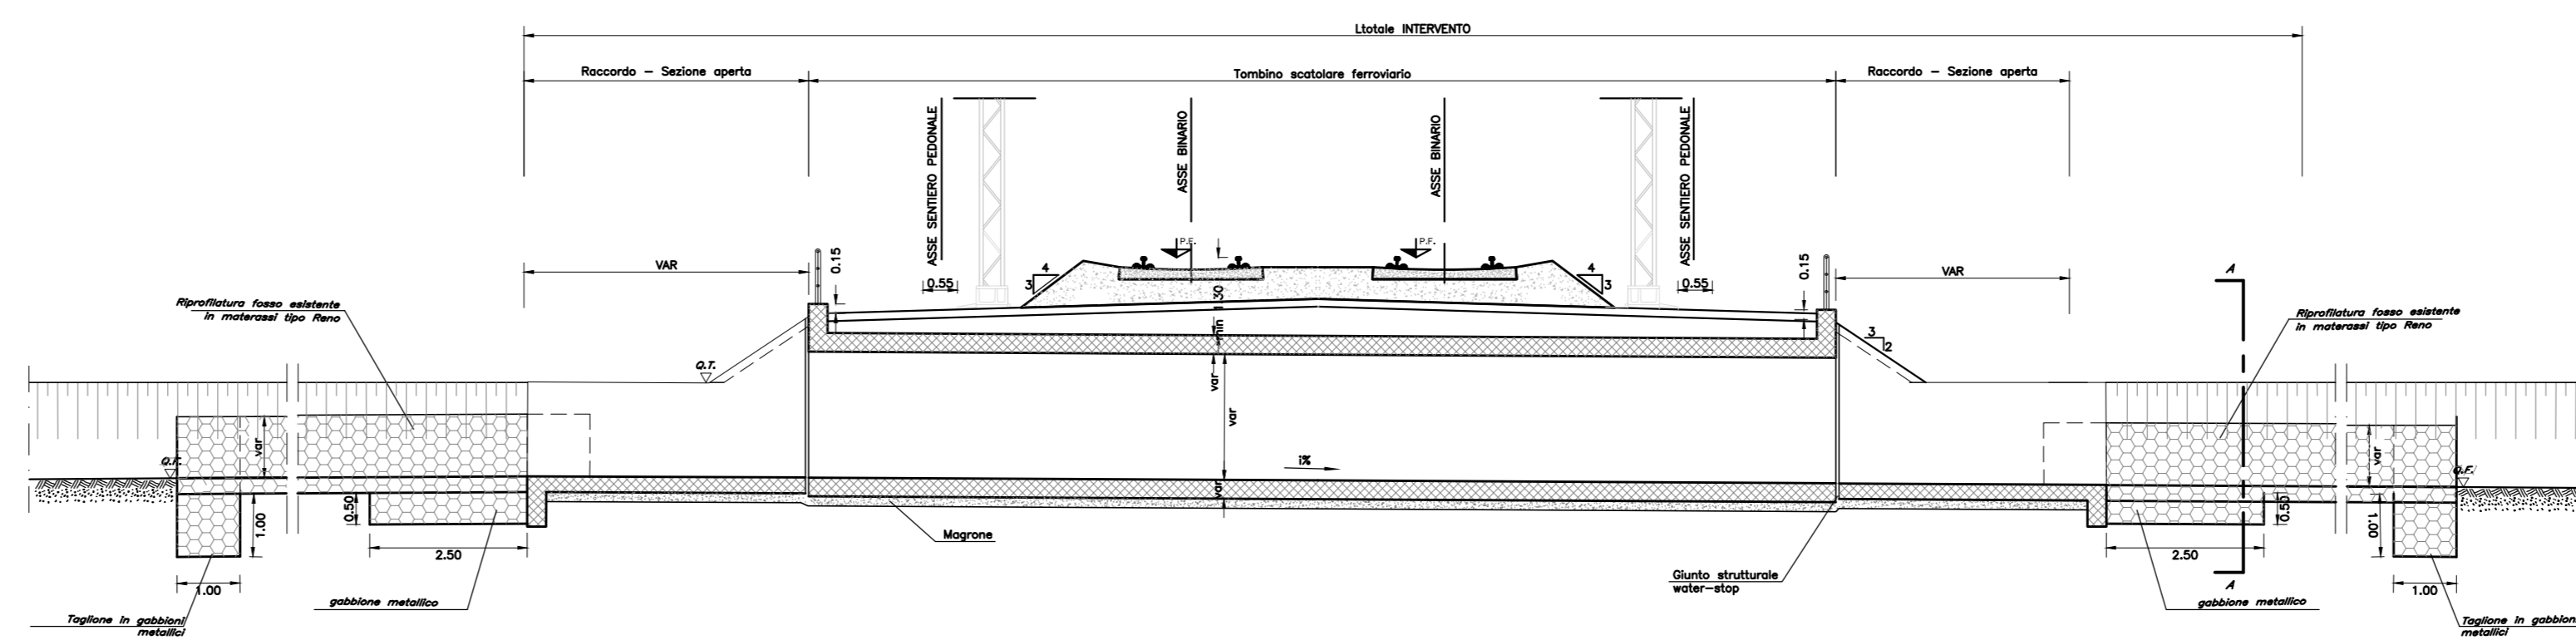 Ltotale INTERVENTO
Raccordo - Sezione aperta
Tombino scatolare ferroviario
Raccordo - Sezione aperta
ASSE SENTIERO PEDONALE
ASSE BINARIO
ASSE BINARIO
ASSE SENTIERO PEDONALE
P.F.
P.F.
VAR
0.15
0.55
4
3
min 1.30
4
3
0.55
0.15
VAR
A
Riprofilatura fosso esistente
in materassi tipo Reno
Riprofilatura fosso esistente
in materassi tipo Reno
Q.T.
3
2
var
var
var
var
var
Q.F.
Q.F.
i%
1.00
0.50
2.50
1.00
Magrone
Giunto strutturale
water-stop
0.50
1.00
2.50
1.00
A
gabbione metallico
gabbione metallico
Taglione in gabbioni
metallici
Taglione in gabbion
metallici